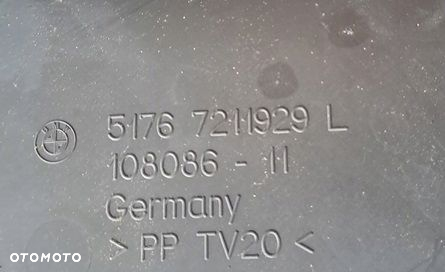 5176 7211929 L
108086 - 11
Germany
> PP TV20 <
OTOMOTO